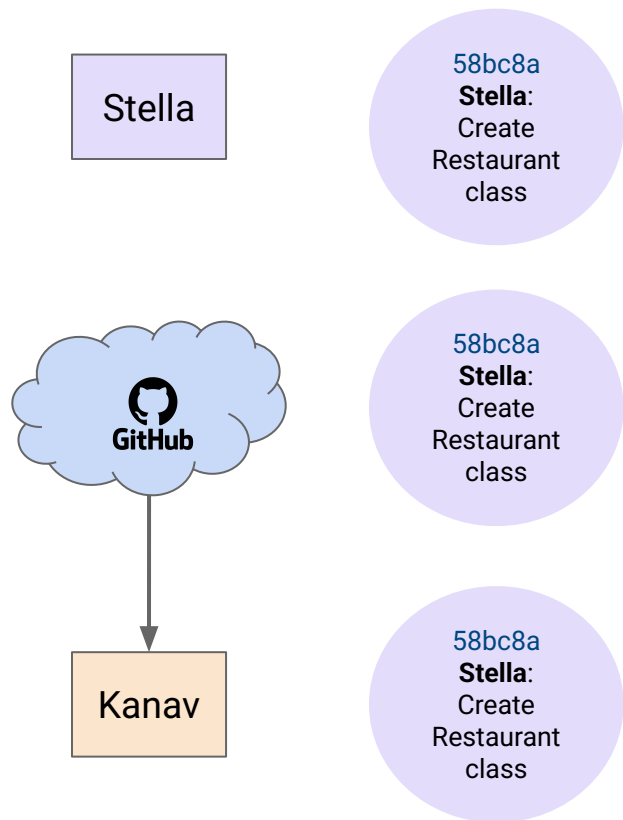 Stella
58bc8a
Stella:
Create
Restaurant
class
GitHub
58bc8a
Stella:
Create
Restaurant
class
Kanav
58bc8a
Stella:
Create
Restaurant
class